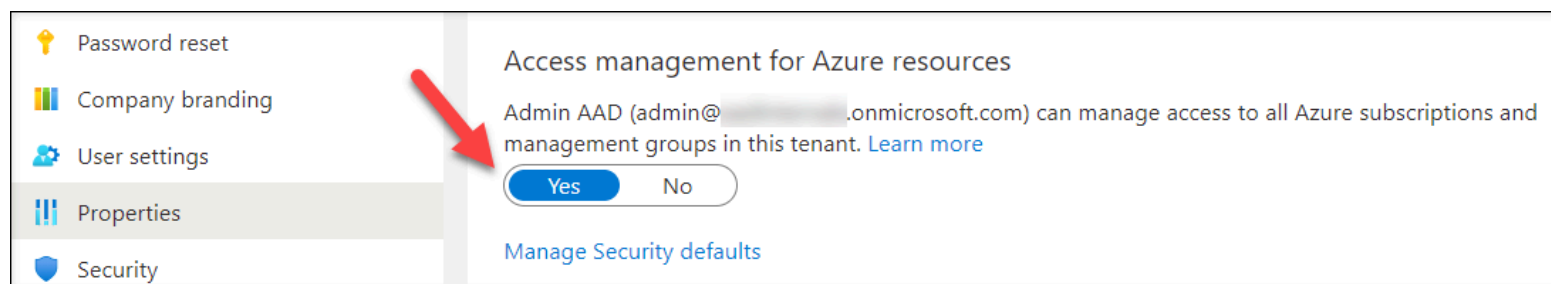 Password reset
Company branding
User settings
Properties
Security
Access management for Azure resources
Admin AAD (admin@ .onmicrosoft.com) can manage access to all Azure subscriptions and
management groups in this tenant. Learn more
Yes No
Manage Security defaults